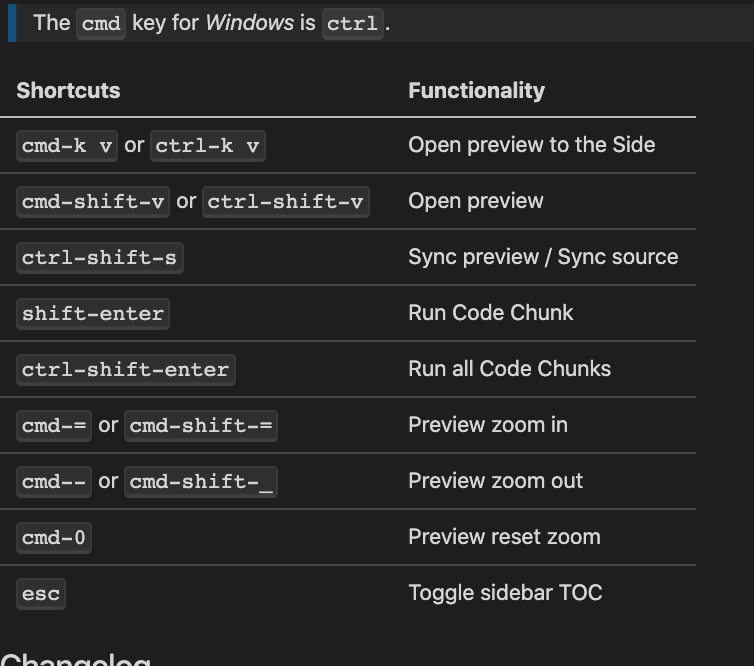 The cmd key for Windows is ctrl.
Shortcuts Functionality
cmd-k v or ctrl-k v Open preview to the Side
cmd-shift-v or ctrl-shift-v Open preview
ctrl-shift-s Sync preview / Sync source
shift-enter Run Code Chunk
ctrl-shift-enter Run all Code Chunks
cmd-= or cmd-shift-= Preview zoom in
cmd-- or cmd-shift-_ Preview zoom out
cmd-0 Preview reset zoom
esc Toggle sidebar TOC
Changelog